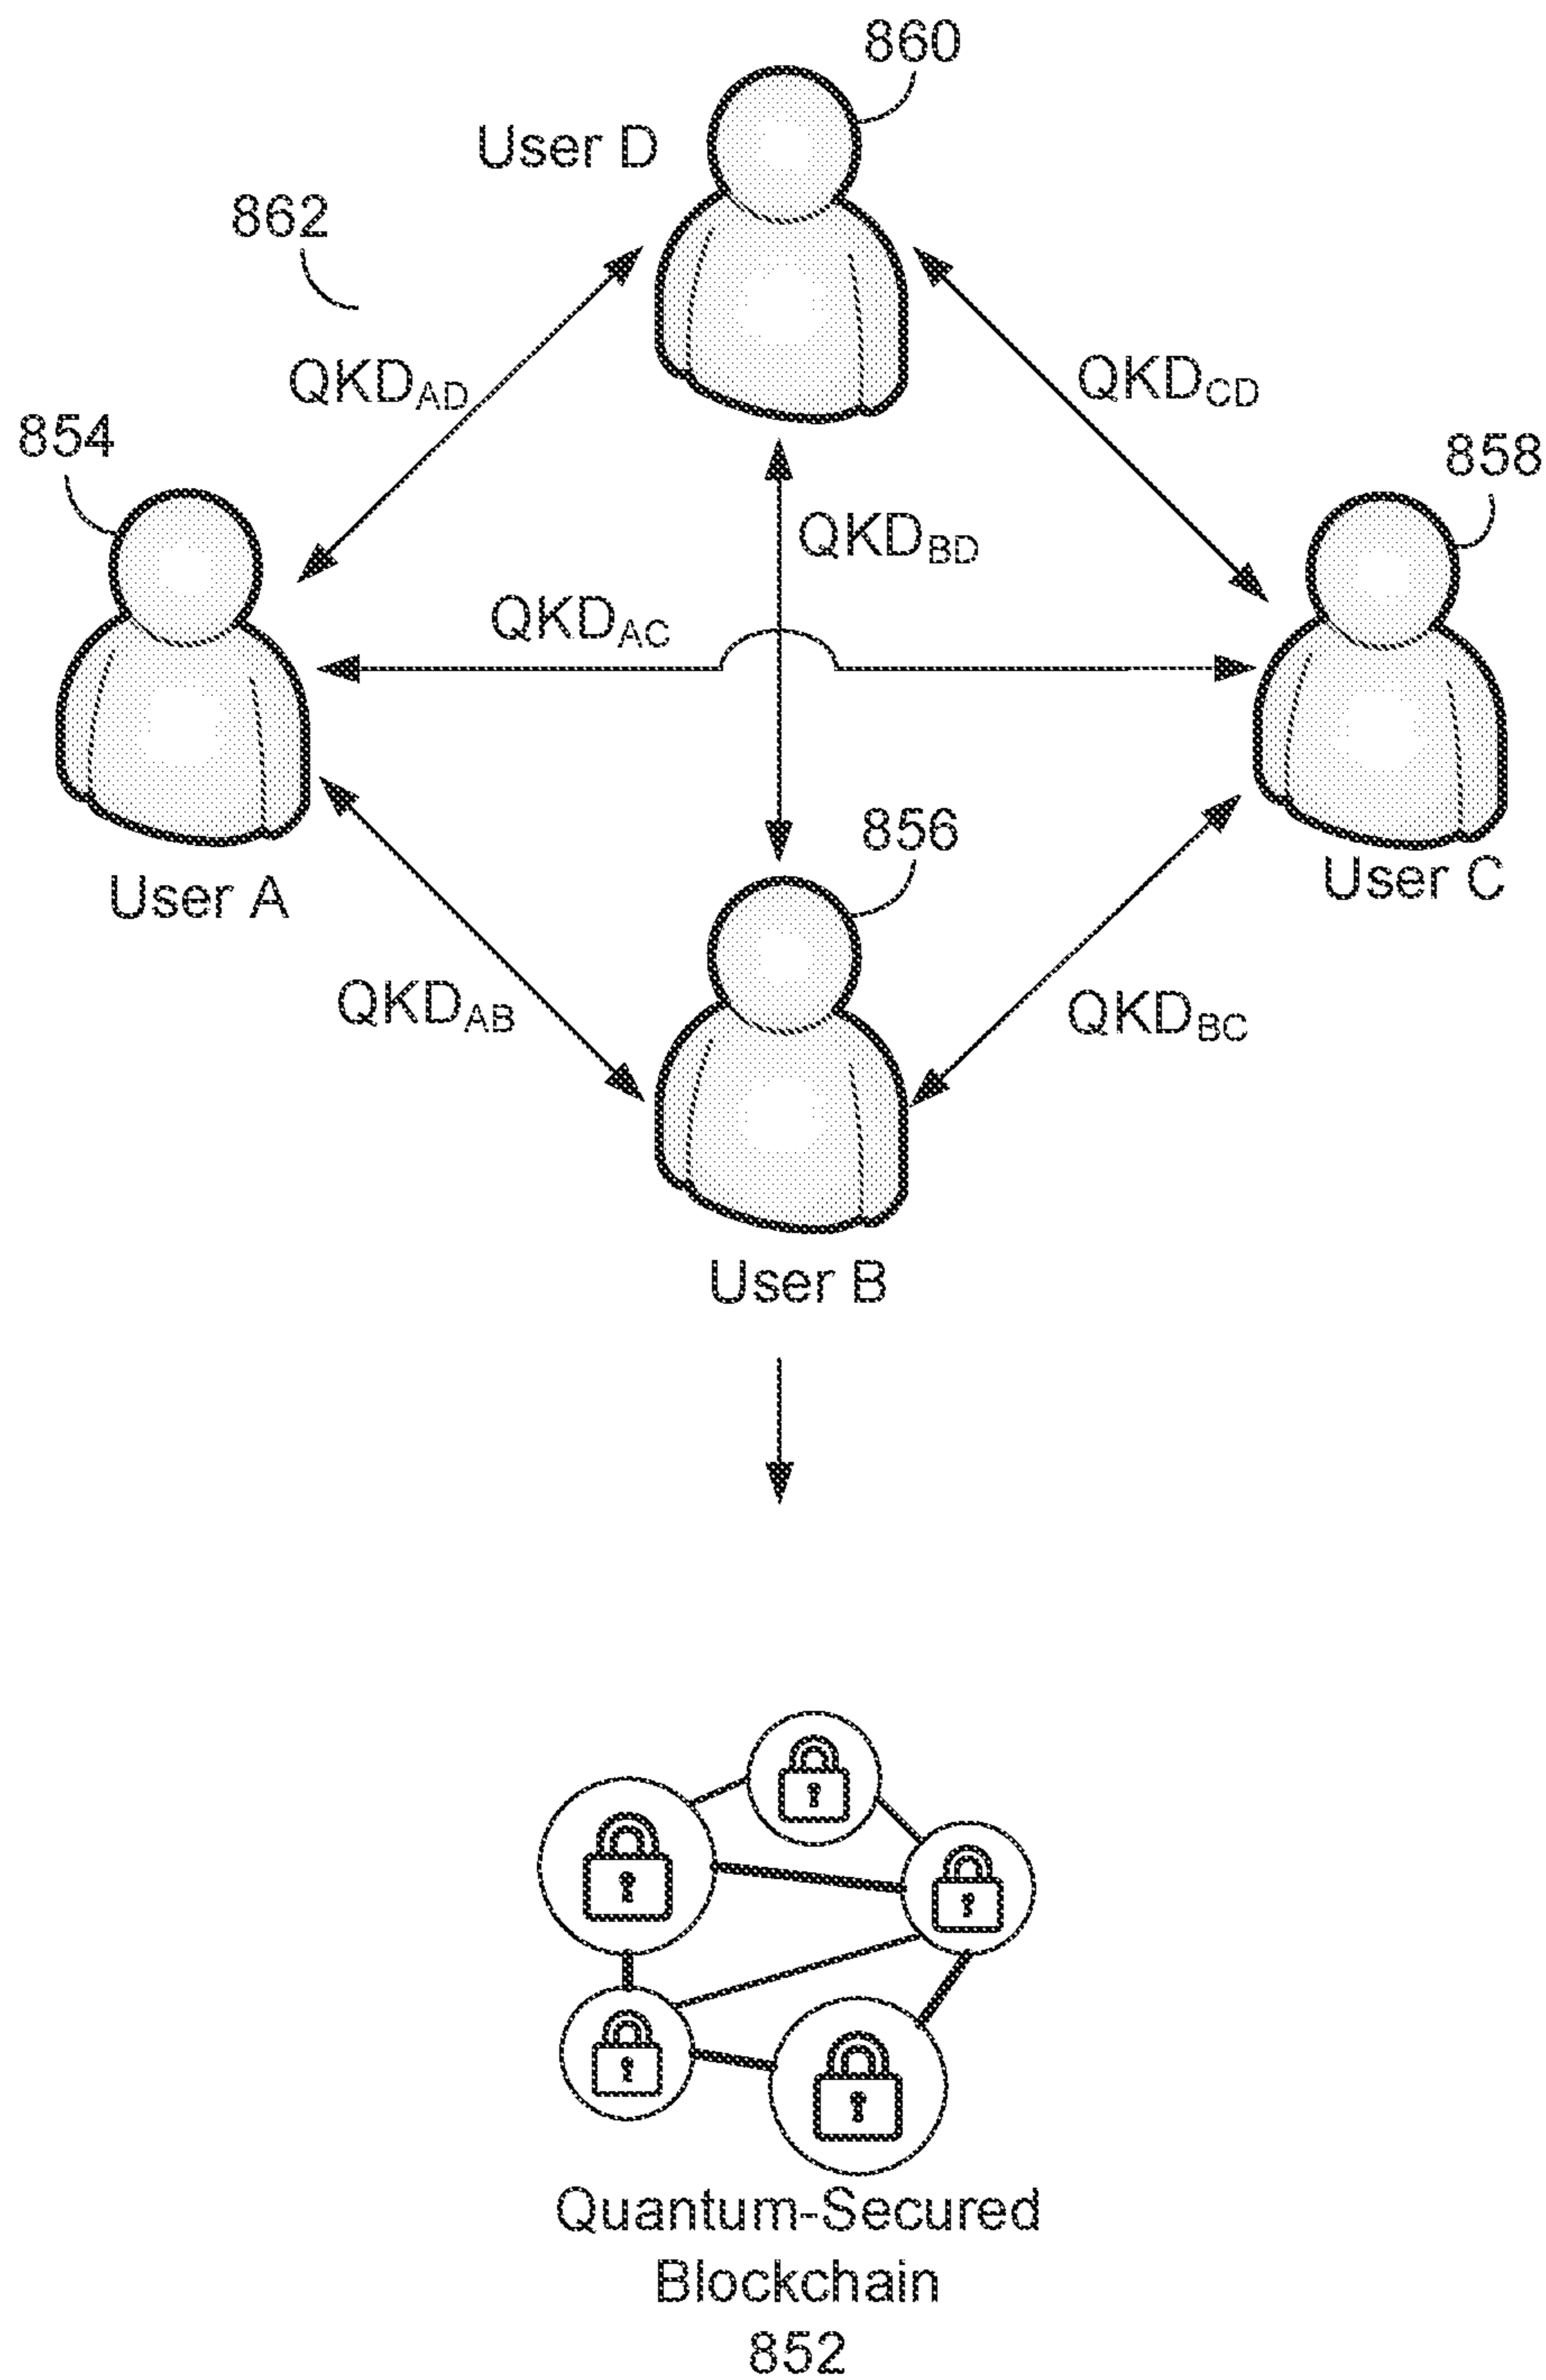 860
User D
862
QKDAD
QKDCD
854
858
QKDBD
QKDAC
856
User A
User C
QKDAB
QKDBC
User B
Quantum-Secured
Blockchain
852